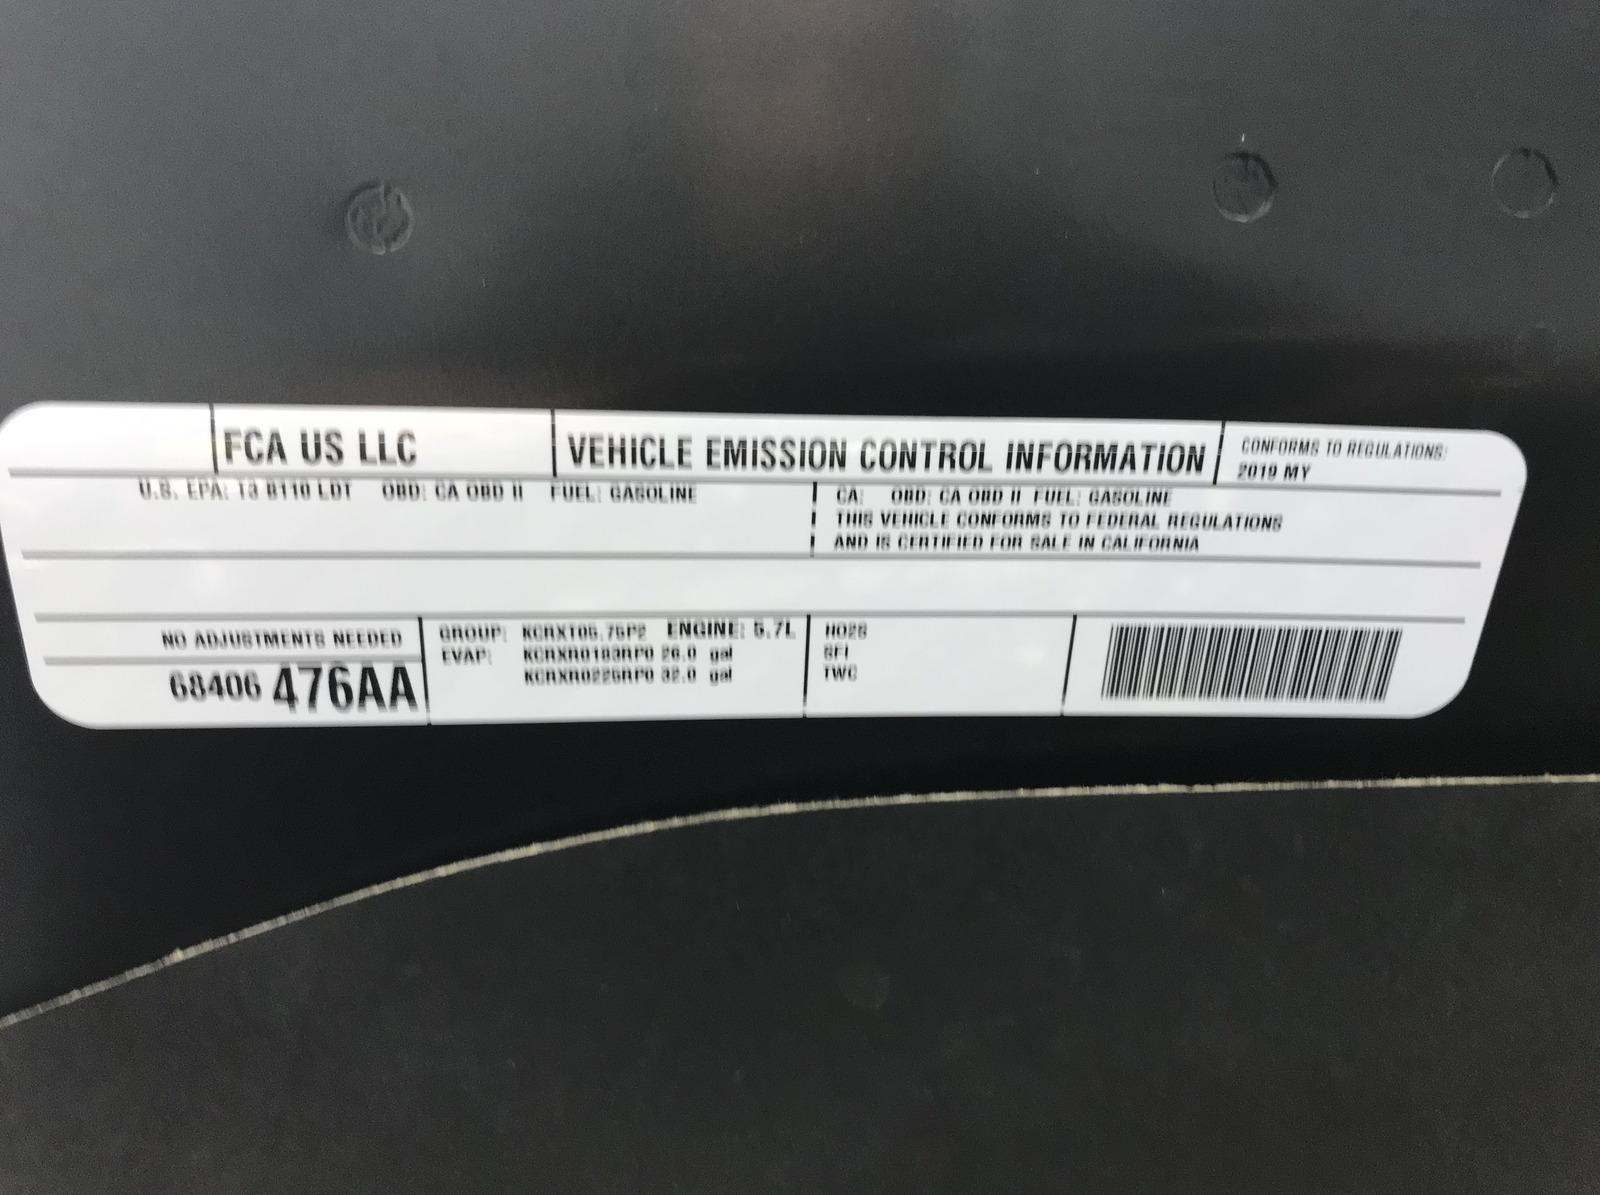 FCA US LLC
VEHICLE EMISSION CONTROL INFORMATION
CONFORMS TO REGULATIONS:
2019 MY
U.S. EPA: T3 B110 LDT OBD: CA OBD II FUEL: GASOLINE
CA: OBD: CA OBD II FUEL: GASOLINE
THIS VEHICLE CONFORMS TO FEDERAL REGULATIONS
AND IS CERTIFIED FOR SALE IN CALIFORNIA
NO ADJUSTMENTS NEEDED
68406 476AA
GROUP: KCRXT05.75P2 ENGINE: 5.7L
EVAP: KCRXR0183RP0 26.0 gal
KCRXR0225RP0 32.0 gal
HO2S
SFI
TWC